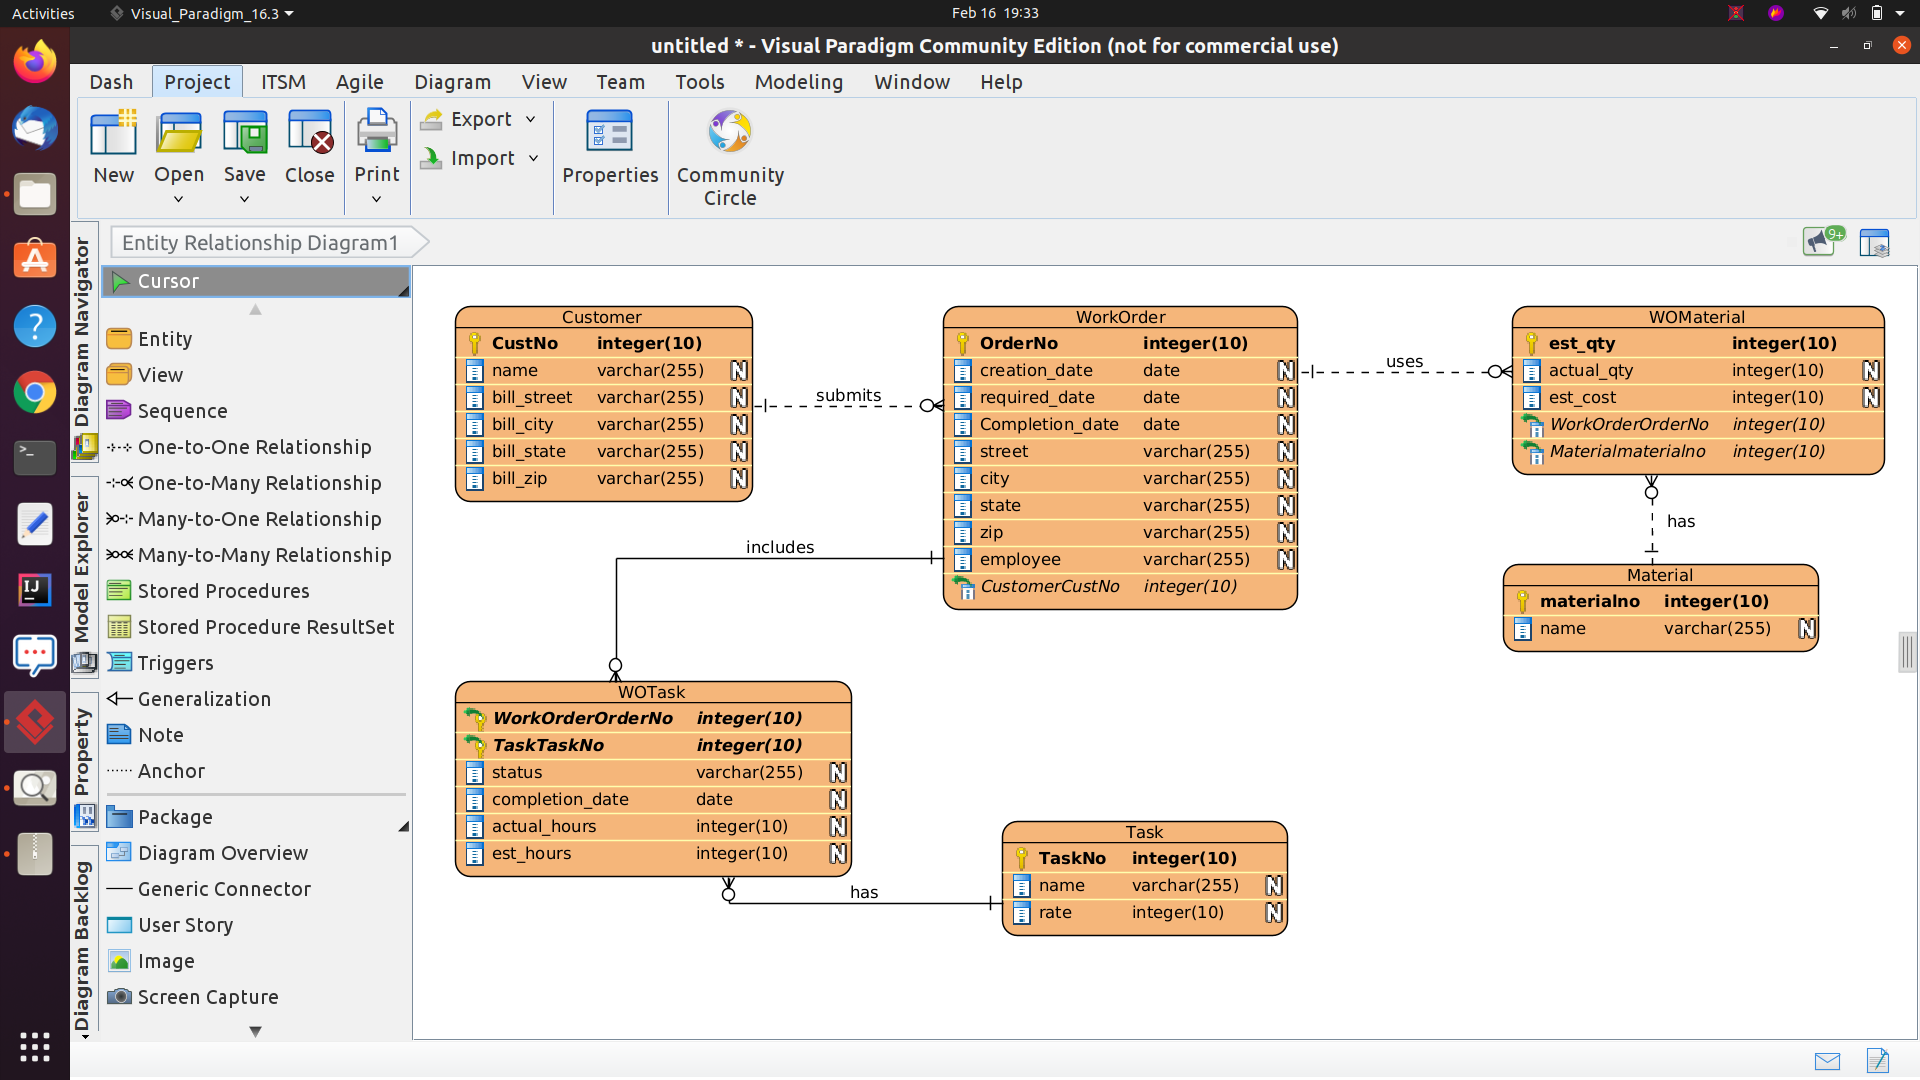 Activities
Visual_Paradigm_16.3
Feb 16 19:33
untitled * - Visual Paradigm Community Edition (not for commercial use)
Dash Project ITSM Agile Diagram View Team Tools Modeling Window Help
New
Open
Save
Close
Print
Export
Import
Properties
Community
Circle
Diagram Navigator
Model Explorer
Property
Diagram Backlog
Entity Relationship Diagram1
9+
Cursor
Entity
View
Sequence
One-to-One Relationship
One-to-Many Relationship
Many-to-One Relationship
Many-to-Many Relationship
Stored Procedures
Stored Procedure ResultSet
Triggers
Generalization
Note
Anchor
Package
Diagram Overview
Generic Connector
User Story
Image
Screen Capture
Customer
CustNo integer(10)
name varchar(255) N
bill_street varchar(255) N
bill_city varchar(255) N
bill_state varchar(255) N
bill_zip varchar(255) N
submits
WorkOrder
OrderNo integer(10)
creation_date date N
required_date date N
Completion_date date N
street varchar(255) N
city varchar(255) N
state varchar(255) N
zip varchar(255) N
employee varchar(255) N
CustomerCustNo integer(10)
uses
WOMaterial
est_qty integer(10)
actual_qty integer(10) N
est_cost integer(10) N
WorkOrderOrderNo integer(10)
Materialmaterialno integer(10)
has
Material
materialno integer(10)
name varchar(255) N
includes
WOTask
WorkOrderOrderNo integer(10)
TaskTaskNo integer(10)
status varchar(255) N
completion_date date N
actual_hours integer(10) N
est_hours integer(10) N
has
Task
TaskNo integer(10)
name varchar(255) N
rate integer(10) N